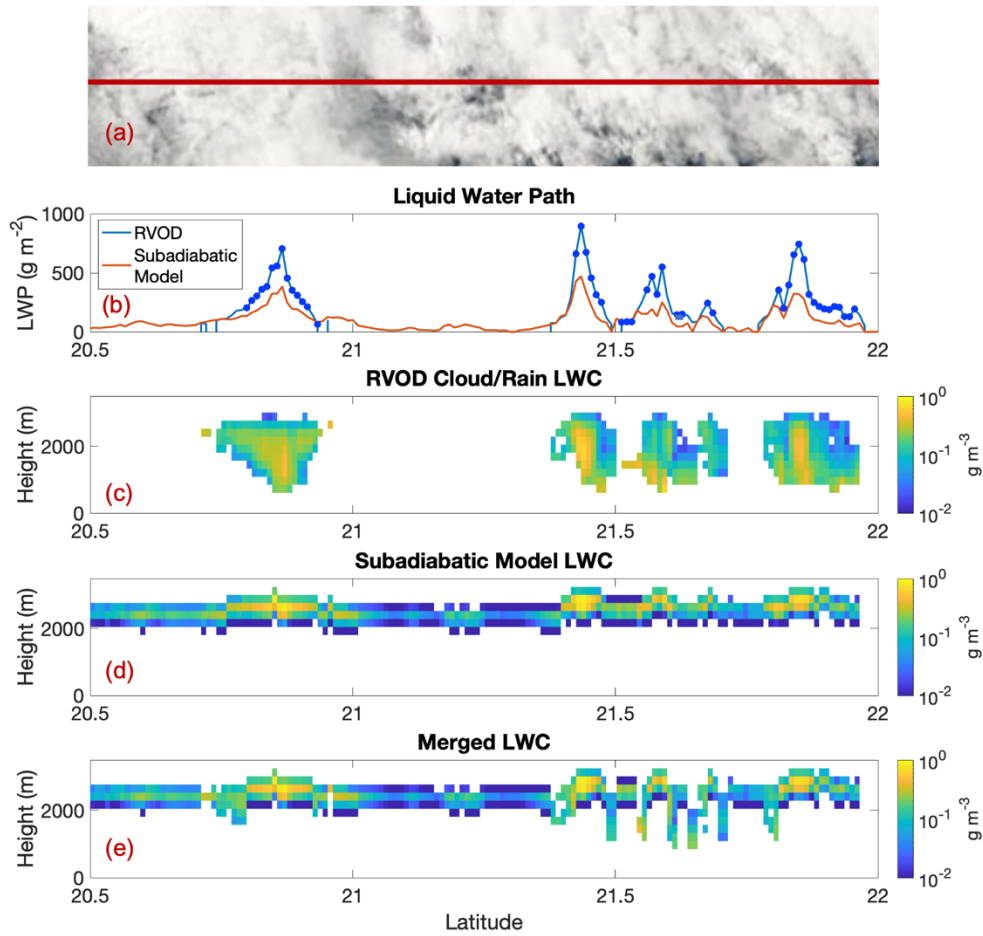 (a)
Liquid Water Path
LWP (g m⁻²)
1000
500
0
RVOD
Subadiabatic
Model
(b)
20.5 21 21.5 22
RVOD Cloud/Rain LWC
Height (m)
2000
0
(c)
20.5 21 21.5 22
10⁰
10⁻¹
10⁻²
g m⁻³
Subadiabatic Model LWC
Height (m)
2000
0
(d)
20.5 21 21.5 22
10⁰
10⁻¹
10⁻²
g m⁻³
Merged LWC
Height (m)
2000
0
(e)
20.5 21 21.5 22
10⁰
10⁻¹
10⁻²
g m⁻³
Latitude